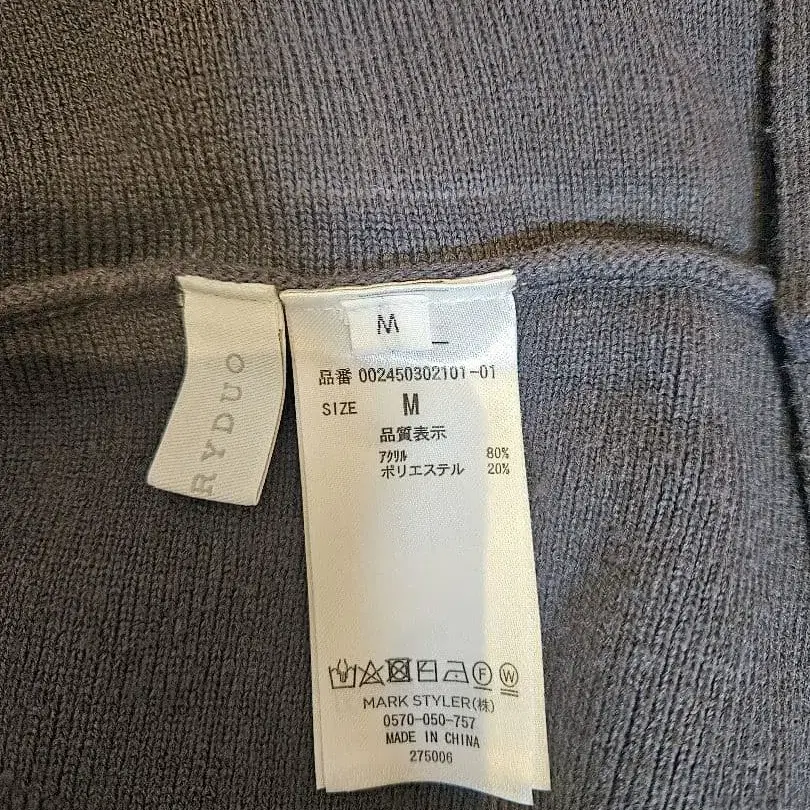 RYDUO
M
品番 002450302101-01
SIZE M
品質表示
アクリル 80%
ポリエステル 20%
F W
MARK STYLER(株)
0570-050-757
MADE IN CHINA
275006